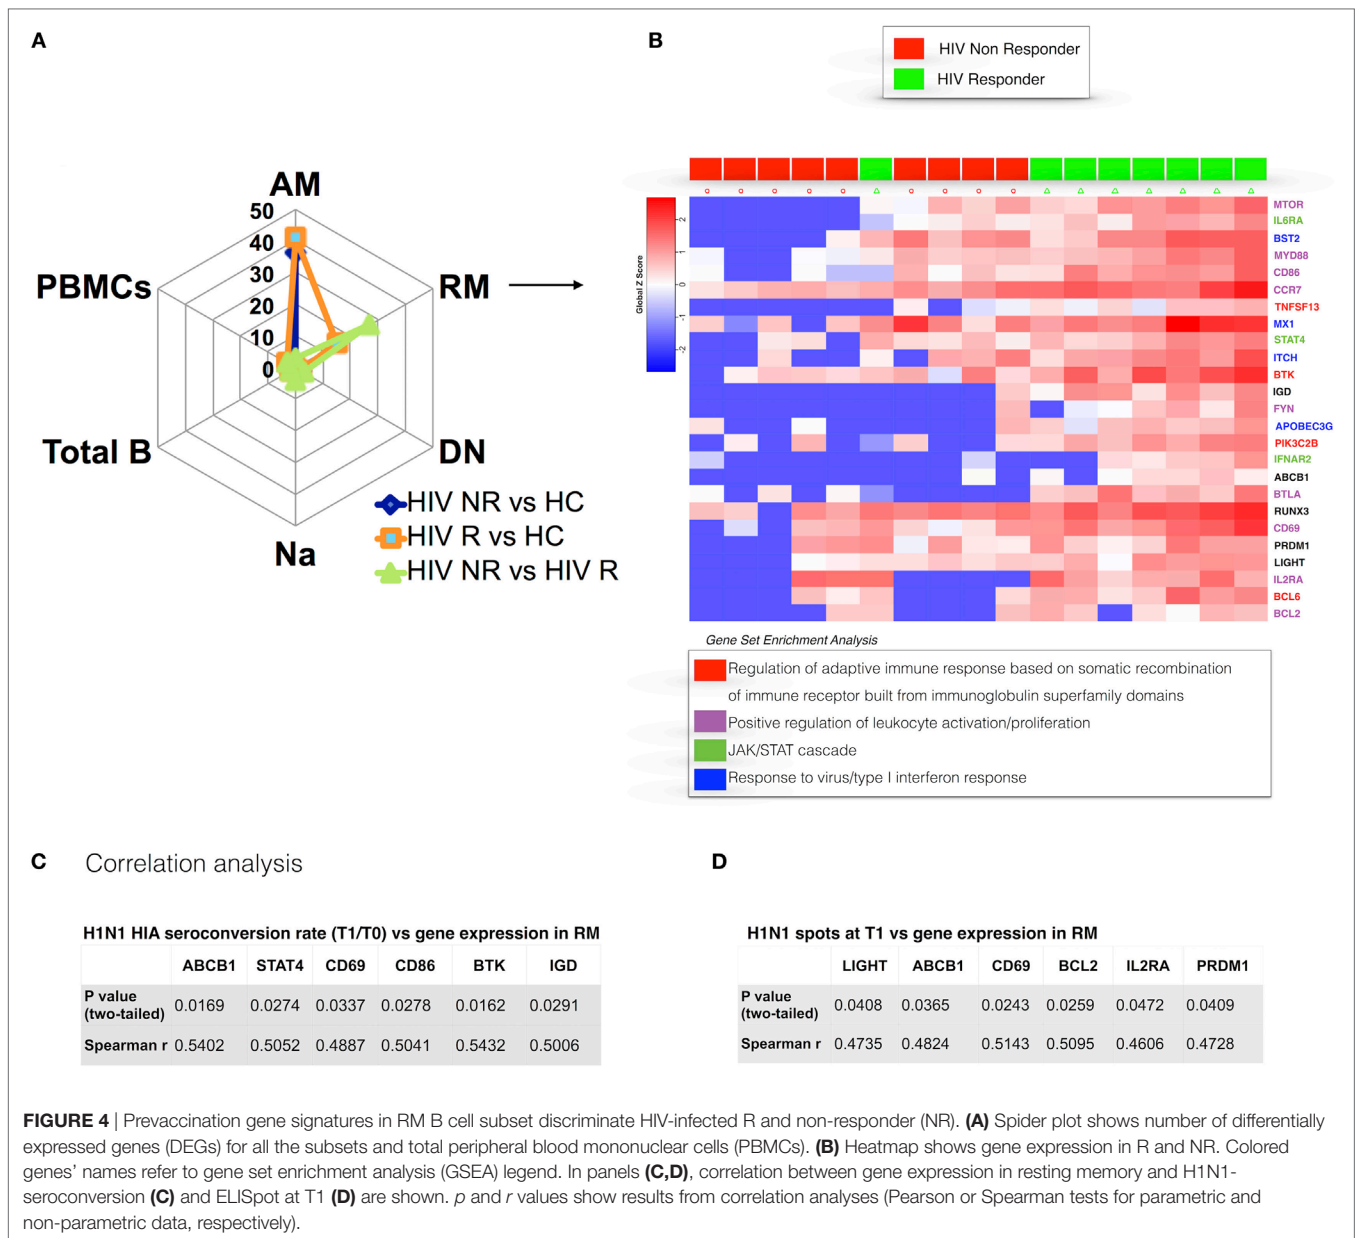 A
AM
50
40
30
20
10
0
PBMCs
RM
Total B
DN
Na
HIV NR vs HC
HIV R vs HC
HIV NR vs HIV R
B
HIV Non Responder
HIV Responder
Global Z Score
2
1
0
-1
-2
MTOR
IL6RA
BST2
MYD88
CD86
CCR7
TNFSF13
MX1
STAT4
ITCH
BTK
IGD
FYN
APOBEC3G
PIK3C2B
IFNAR2
ABCB1
BTLA
RUNX3
CD69
PRDM1
LIGHT
IL2RA
BCL6
BCL2
Gene Set Enrichment Analysis
Regulation of adaptive immune response based on somatic recombination
of immune receptor built from immunoglobulin superfamily domains
Positive regulation of leukocyte activation/proliferation
JAK/STAT cascade
Response to virus/type I interferon response
C Correlation analysis
H1N1 HIA seroconversion rate (T1/T0) vs gene expression in RM
ABCB1 STAT4 CD69 CD86 BTK IGD
P value
(two-tailed) 0.0169 0.0274 0.0337 0.0278 0.0162 0.0291
Spearman r 0.5402 0.5052 0.4887 0.5041 0.5432 0.5006
D
H1N1 spots at T1 vs gene expression in RM
LIGHT ABCB1 CD69 BCL2 IL2RA PRDM1
P value
(two-tailed) 0.0408 0.0365 0.0243 0.0259 0.0472 0.0409
Spearman r 0.4735 0.4824 0.5143 0.5095 0.4606 0.4728
FIGURE 4 | Prevaccination gene signatures in RM B cell subset discriminate HIV-infected R and non-responder (NR). (A) Spider plot shows number of differentially
expressed genes (DEGs) for all the subsets and total peripheral blood mononuclear cells (PBMCs). (B) Heatmap shows gene expression in R and NR. Colored
genes' names refer to gene set enrichment analysis (GSEA) legend. In panels (C,D), correlation between gene expression in resting memory and H1N1-
seroconversion (C) and ELISpot at T1 (D) are shown. p and r values show results from correlation analyses (Pearson or Spearman tests for parametric and
non-parametric data, respectively).